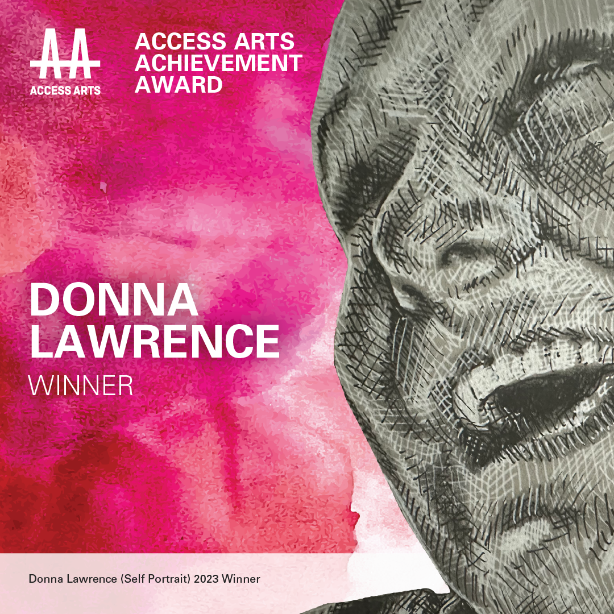 AA
ACCESS ARTS
ACCESS ARTS
ACHIEVEMENT
AWARD
DONNA
LAWRENCE
WINNER
Donna Lawrence (Self Portrait) 2023 Winner